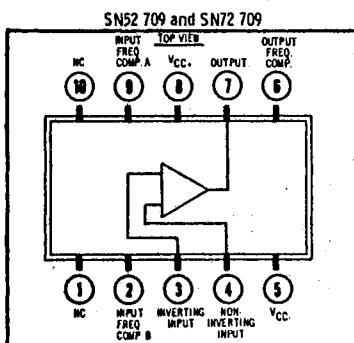 SN52 709 and SN72 709
TOP VIEW
NC
INPUT
FREQ.
COMP. A
VCC+
OUTPUT
OUTPUT
FREQ.
COMP.
10
9
8
7
6
1
2
3
4
5
NC
INPUT
FREQ
COMP B
INVERTING
INPUT
NON-
INVERTING
INPUT
VCC-